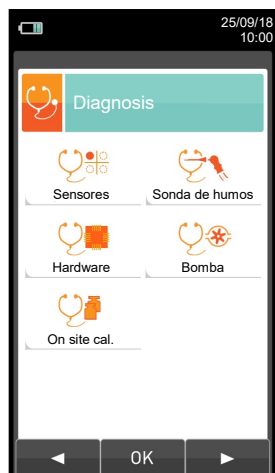 25/09/18
10:00
Diagnosis
Sensores
Sonda de humos
Hardware
Bomba
On site cal.
OK